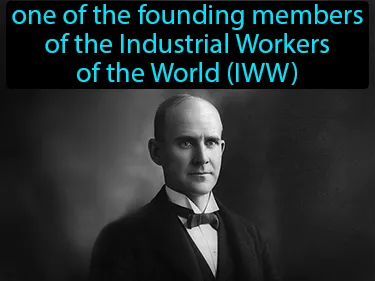 one of the founding members
of the Industrial Workers
of the World (IWW)